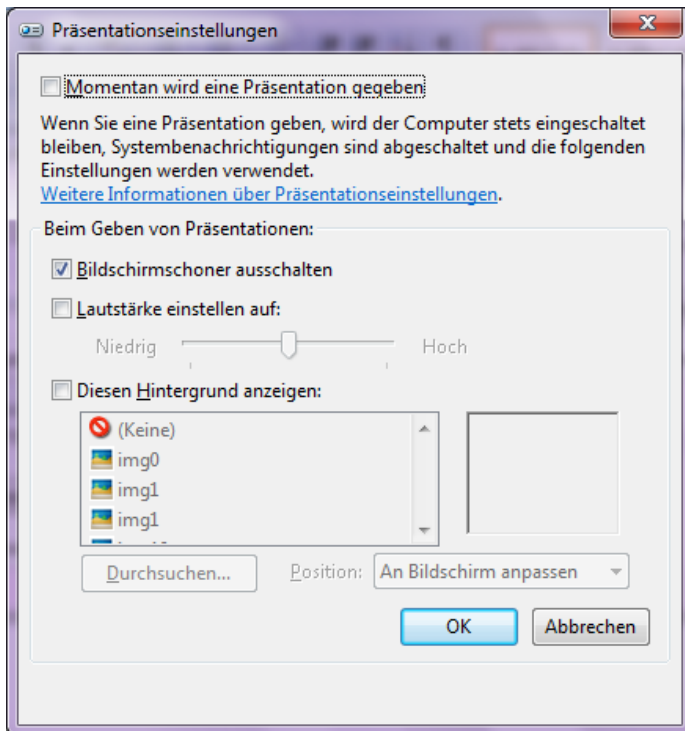 Präsentationseinstellungen
Momentan wird eine Präsentation gegeben
Wenn Sie eine Präsentation geben, wird der Computer stets eingeschaltet
bleiben, Systembenachrichtigungen sind abgeschaltet und die folgenden
Einstellungen werden verwendet.
Weitere Informationen über Präsentationseinstellungen.
Beim Geben von Präsentationen:
Bildschirmschoner ausschalten
Lautstärke einstellen auf:
Niedrig Hoch
Diesen Hintergrund anzeigen:
(Keine)
img0
img1
img1
Durchsuchen... Position: An Bildschirm anpassen
OK Abbrechen